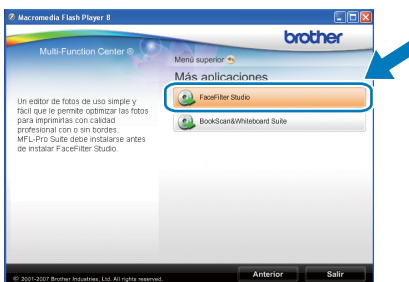 Macromedia Flash Player 8
brother
Multi-Function Center ®
Menú superior
Más aplicaciones
FaceFilter Studio
BookScan&Whiteboard Suite
Un editor de fotos de uso simple y
fácil que le permite optimizar las fotos
para imprimirlas con calidad
profesional con o sin bordes.
MFL-Pro Suite debe instalarse antes
de instalar FaceFilter Studio.
© 2001-2007 Brother Industries, Ltd. All rights reserved.
Anterior
Salir